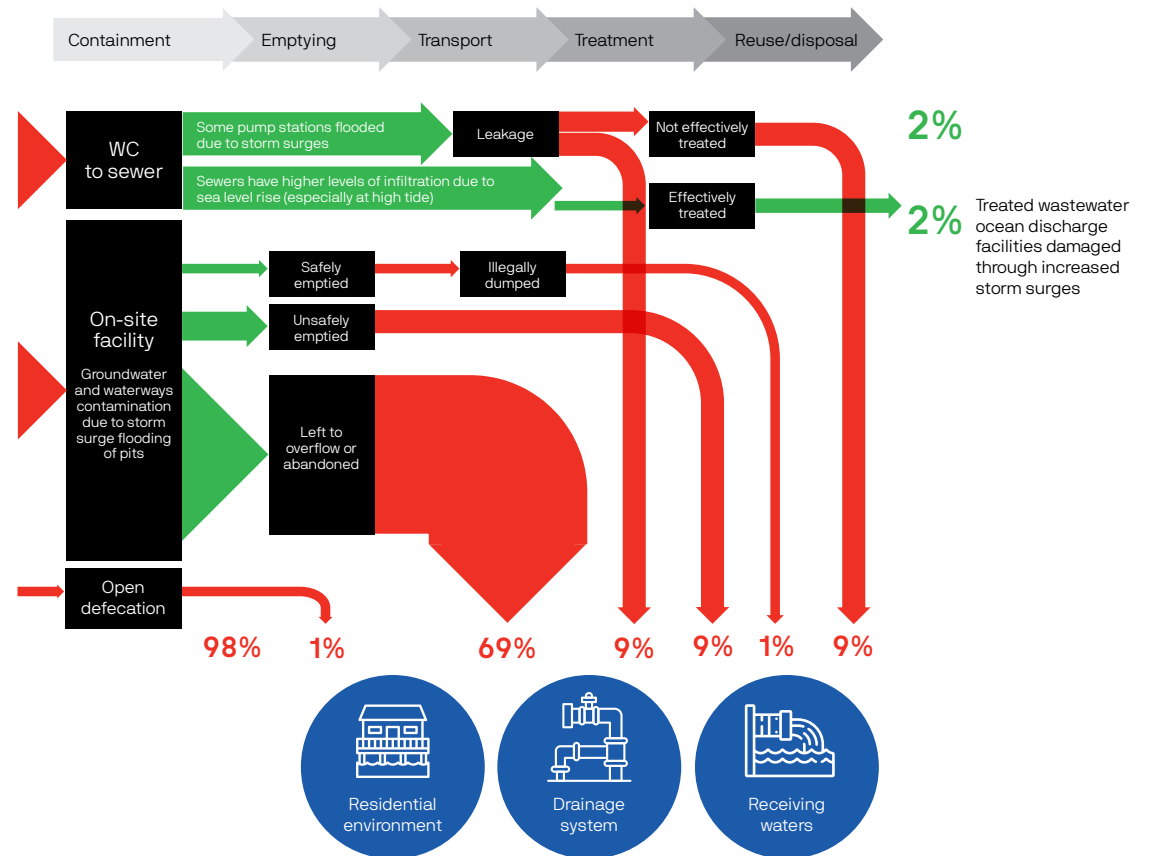 Containment
Emptying
Transport
Treatment
Reuse/disposal
WC
to sewer
Some pump stations flooded
due to storm surges
Leakage
Not effectively
treated
2%
Sewers have higher levels of infiltration due to
sea level rise (especially at high tide)
Effectively
treated
2%
Treated wastewater
ocean discharge
facilities damaged
through increased
storm surges
On-site
facility
Groundwater
and waterways
contamination
due to storm
surge flooding
of pits
Safely
emptied
Illegally
dumped
Unsafely
emptied
Left to
overflow or
abandoned
Open
defecation
98%
1%
69%
9%
9%
1%
9%
Residential
environment
Drainage
system
Receiving
waters